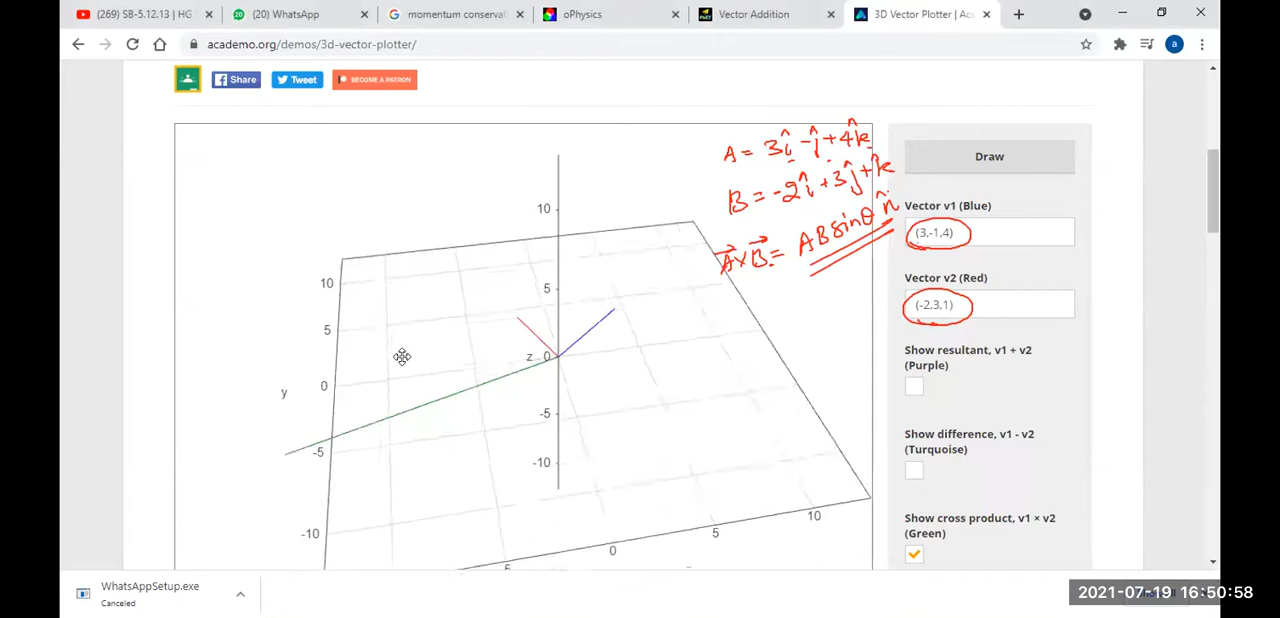 (269) SB-5.12.13 | HG
(20) WhatsApp
momentum conserva
oPhysics
Vector Addition
3D Vector Plotter | Aca
academo.org/demos/3d-vector-plotter/
a
Share
Tweet
BECOME A PATRON
A = 3î - ĵ + 4k̂
B = -2î + 3ĵ + k̂
A⃗ × B⃗ = AB sinθ n̂
10
5
z 0
-5
-10
10
5
0
-5
-10
y
0
5
10
Draw
Vector v1 (Blue)
(3,-1,4)
Vector v2 (Red)
(-2,3,1)
Show resultant, v1 + v2
(Purple)
Show difference, v1 - v2
(Turquoise)
Show cross product, v1 × v2
(Green)
WhatsAppSetup.exe
Canceled
2021-07-19 16:50:58